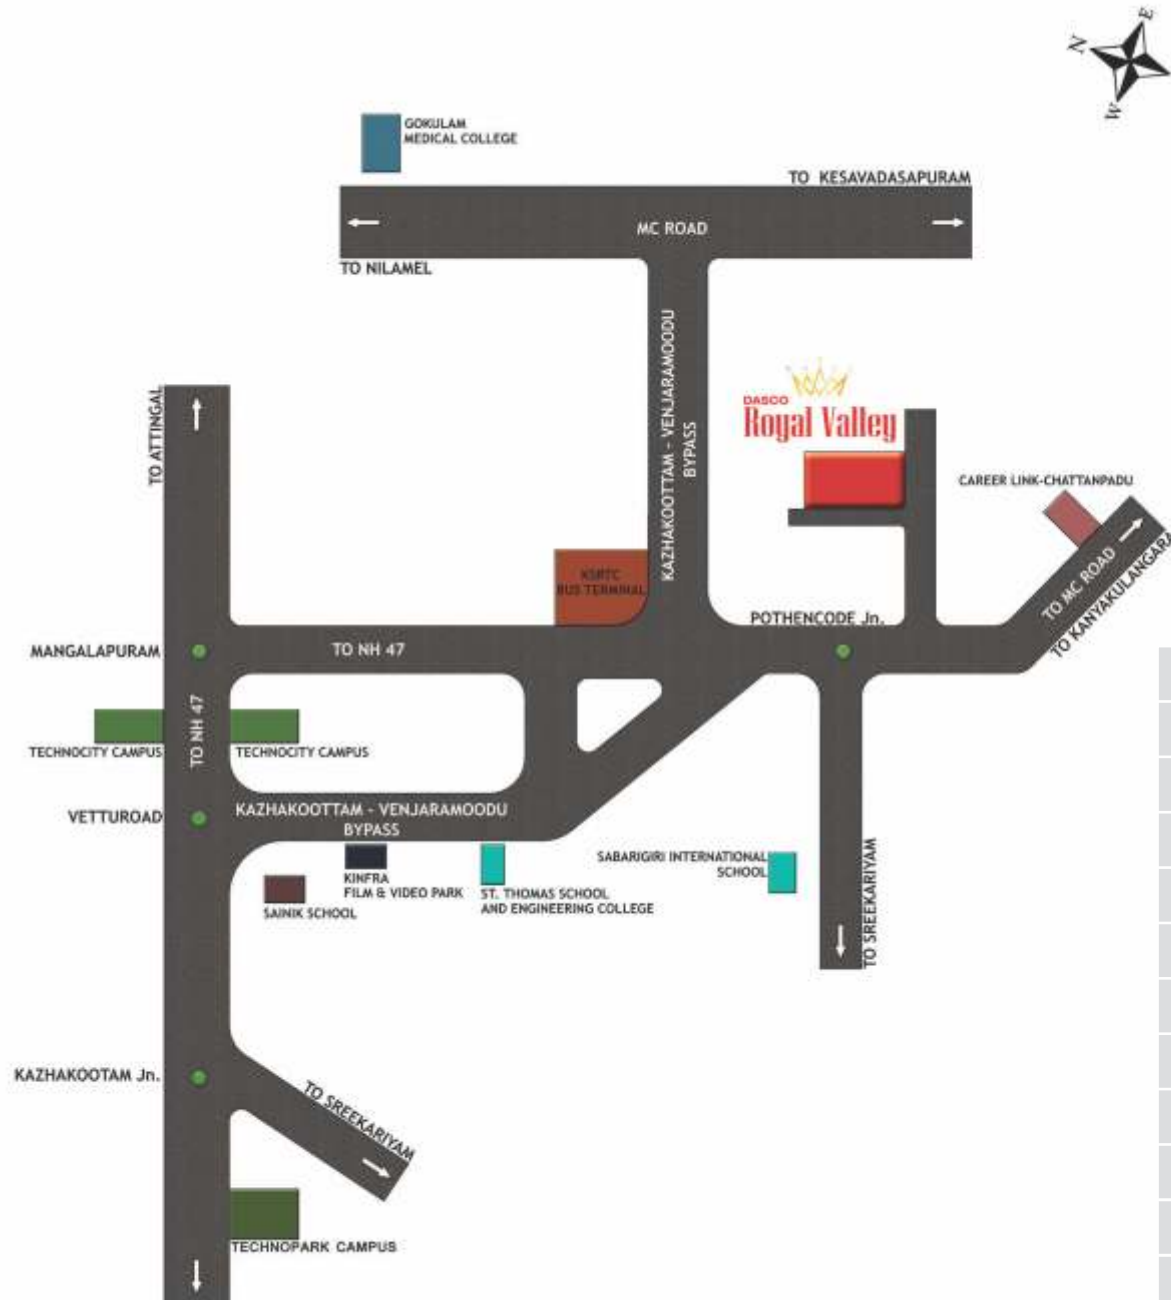 N
E
W
GOKULAM
MEDICAL COLLEGE
TO KESAVADASAPURAM
MC ROAD
TO NILAMEL
KAZHAKOOTTAM - VENJARAMOODU
BYPASS
DASCO
Royal Valley
TO ATTINGAL
CAREER LINK-CHATTANPADU
TO MC ROAD
TO KANYAKULANGARA
KSRTC
BUS TERMINAL
POTHENCODE Jn.
MANGALAPURAM
TO NH 47
TO NH 47
TECHNOCITY CAMPUS
TECHNOCITY CAMPUS
VETTUROAD
KAZHAKOOTTAM - VENJARAMOODU
BYPASS
KINFRA
FILM & VIDEO PARK
SAINIK SCHOOL
ST. THOMAS SCHOOL
AND ENGINEERING COLLEGE
SABARIGIRI INTERNATIONAL
SCHOOL
TO SREEKARIYAM
KAZHAKOOTAM Jn.
TO SREEKARIYAM
TECHNOPARK CAMPUS